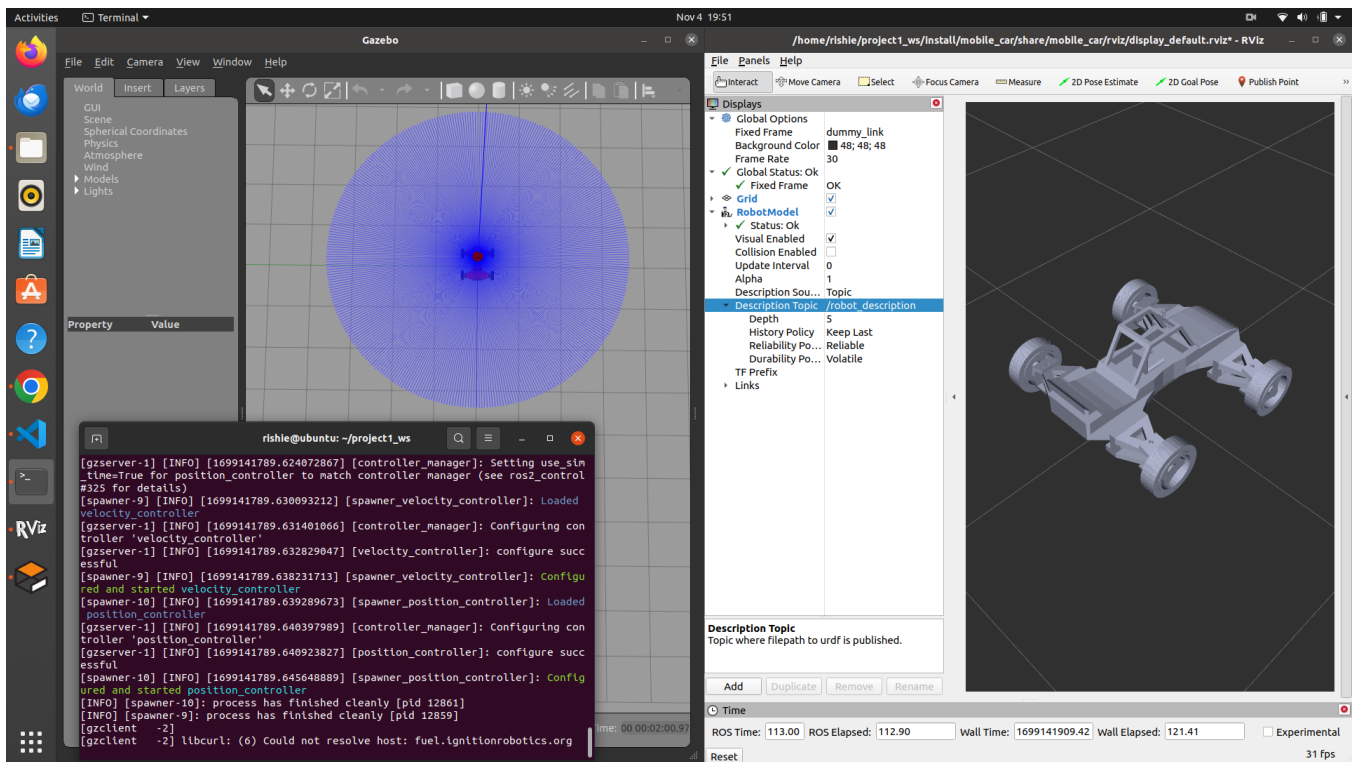 Activities
Terminal
Nov 4 19:51
Gazebo
File Edit Camera View Window Help
World Insert Layers
GUI
Scene
Spherical Coordinates
Physics
Atmosphere
Wind
Models
Lights
Property Value
rishie@ubuntu: ~/project1_ws
[gzserver-1] [INFO] [1699141789.624072867] [controller_manager]: Setting use_sim
_time=True for position_controller to match controller manager (see ros2_control
#325 for details)
[spawner-9] [INFO] [1699141789.630093212] [spawner_velocity_controller]: Loaded
velocity_controller
[gzserver-1] [INFO] [1699141789.631401066] [controller_manager]: Configuring con
troller 'velocity_controller'
[gzserver-1] [INFO] [1699141789.632829047] [velocity_controller]: configure succ
essful
[spawner-9] [INFO] [1699141789.638231713] [spawner_velocity_controller]: Configu
red and started velocity_controller
[spawner-10] [INFO] [1699141789.639289673] [spawner_position_controller]: Loaded
position_controller
[gzserver-1] [INFO] [1699141789.640397989] [controller_manager]: Configuring con
troller 'position_controller'
[gzserver-1] [INFO] [1699141789.640923827] [position_controller]: configure succ
essful
[spawner-10] [INFO] [1699141789.645648889] [spawner_position_controller]: Config
ured and started position_controller
[INFO] [spawner-10]: process has finished cleanly [pid 12861]
[INFO] [spawner-9]: process has finished cleanly [pid 12859]
[gzclient   -2]
[gzclient   -2] libcurl: (6) Could not resolve host: fuel.ignitionrobotics.org
ime: 00 00:02:00.97
RViz
/home/rishie/project1_ws/install/mobile_car/share/mobile_car/rviz/display_default.rviz* - RViz
File Panels Help
Interact Move Camera Select Focus Camera Measure 2D Pose Estimate 2D Goal Pose Publish Point
Displays
Global Options
Fixed Frame dummy_link
Background Color 48; 48; 48
Frame Rate 30
Global Status: Ok
Fixed Frame OK
Grid
RobotModel
Status: Ok
Visual Enabled
Collision Enabled
Update Interval 0
Alpha 1
Description Sou... Topic
Description Topic /robot_description
Depth 5
History Policy Keep Last
Reliability Po... Reliable
Durability Po... Volatile
TF Prefix
Links
Description Topic
Topic where filepath to urdf is published.
Add Duplicate Remove Rename
Time
ROS Time: 113.00 ROS Elapsed: 112.90 Wall Time: 1699141909.42 Wall Elapsed: 121.41 Experimental
Reset 31 fps